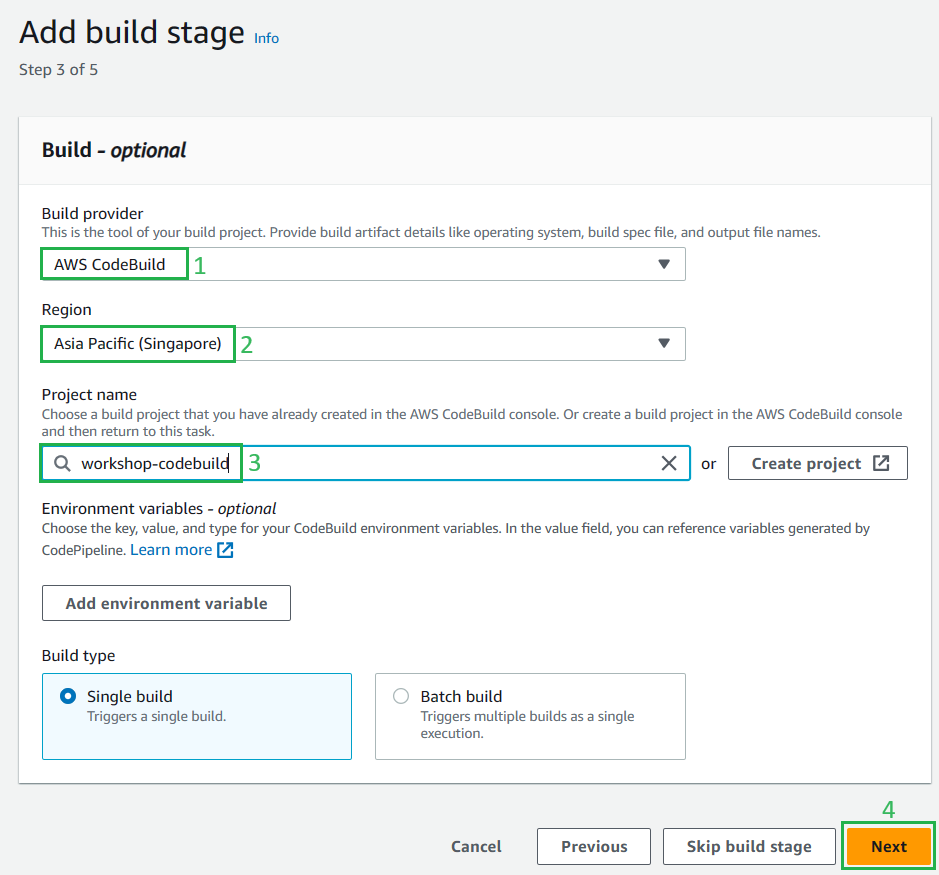 Add build stage Info
Step 3 of 5
Build - optional
Build provider
This is the tool of your build project. Provide build artifact details like operating system, build spec file, and output file names.
AWS CodeBuild 1
Region
Asia Pacific (Singapore) 2
Project name
Choose a build project that you have already created in the AWS CodeBuild console. Or create a build project in the AWS CodeBuild console
and then return to this task.
workshop-codebuild 3 or Create project
Environment variables - optional
Choose the key, value, and type for your CodeBuild environment variables. In the value field, you can reference variables generated by
CodePipeline. Learn more
Add environment variable
Build type
Single build
Triggers a single build.
Batch build
Triggers multiple builds as a single
execution.
4
Cancel Previous Skip build stage Next